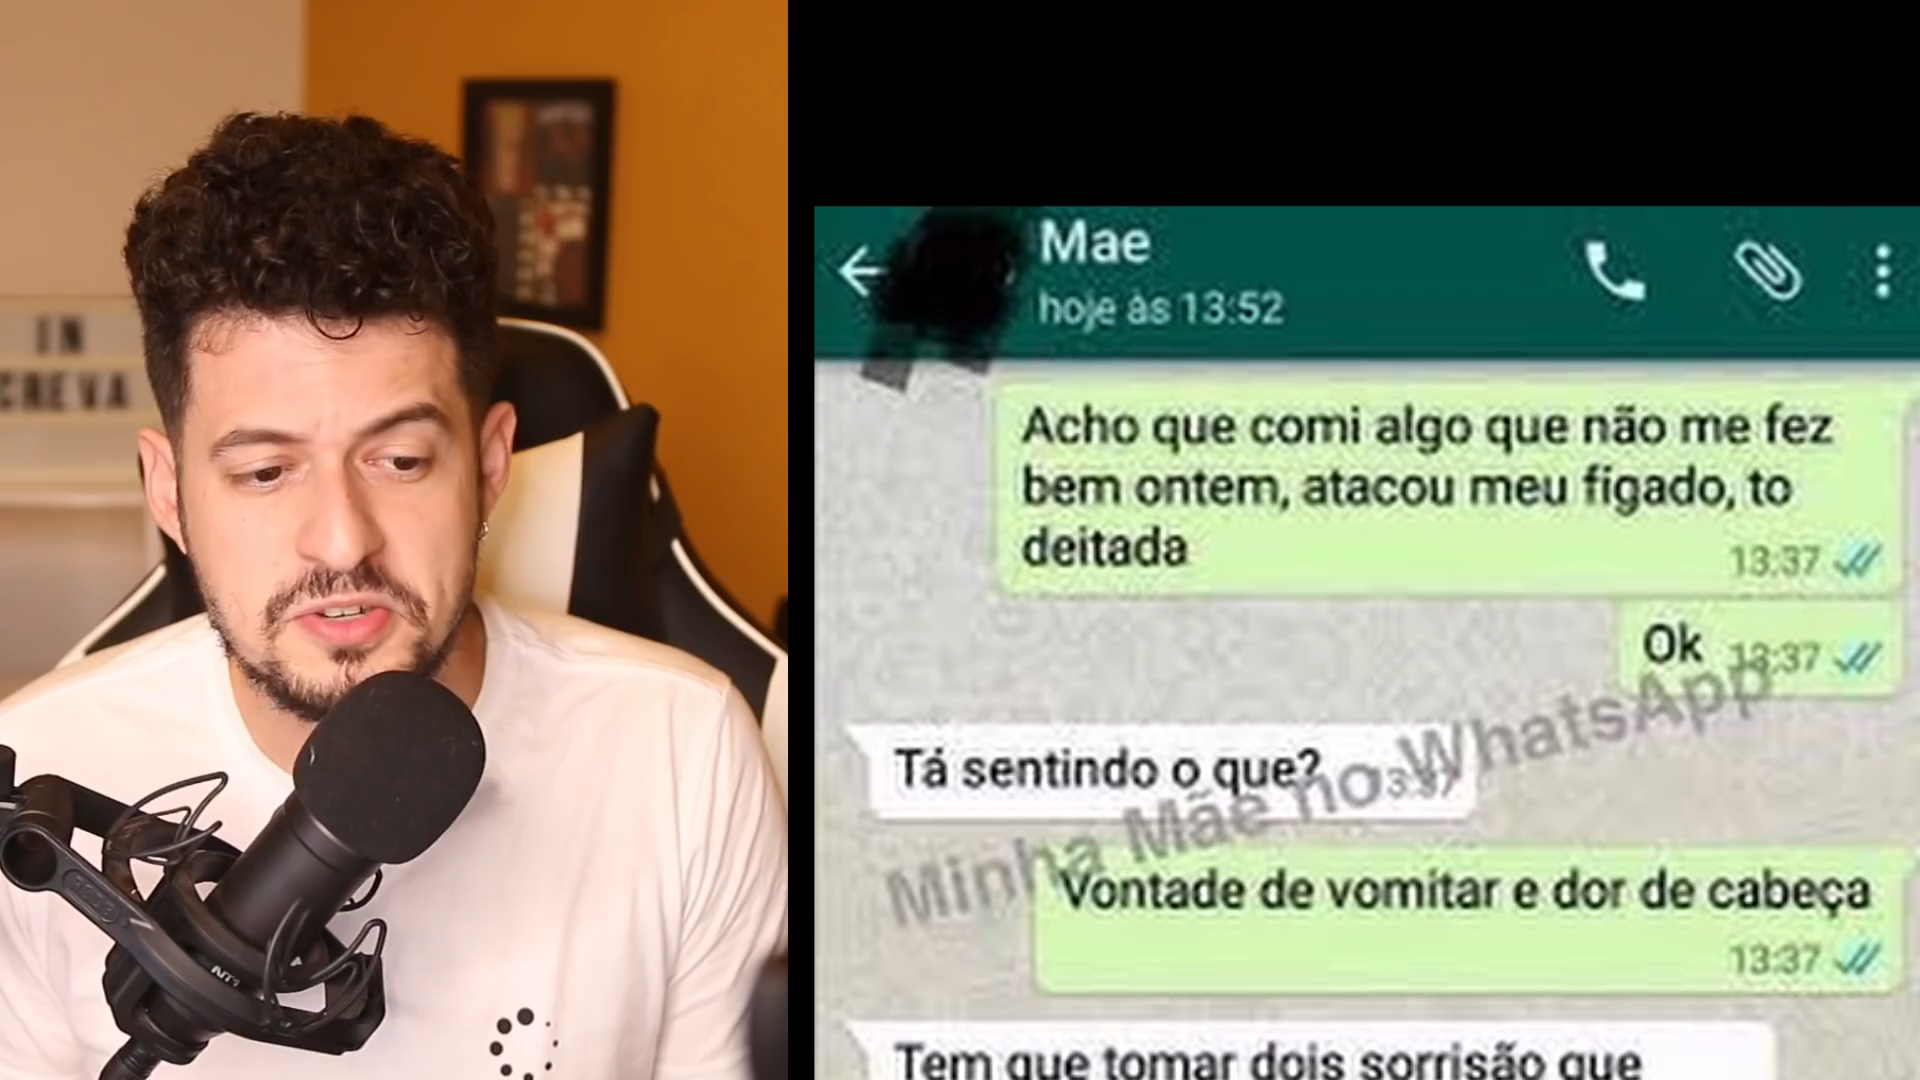 IN
CREVA
NT1
Mae
hoje às 13:52
Acho que comi algo que não me fez
bem ontem, atacou meu fígado, to
deitada
13:37
Ok 13:37
Tá sentindo o que?
Minha Mãe no WhatsApp
Vontade de vomitar e dor de cabeça
13:37
Tem que tomar dois sorrisão que